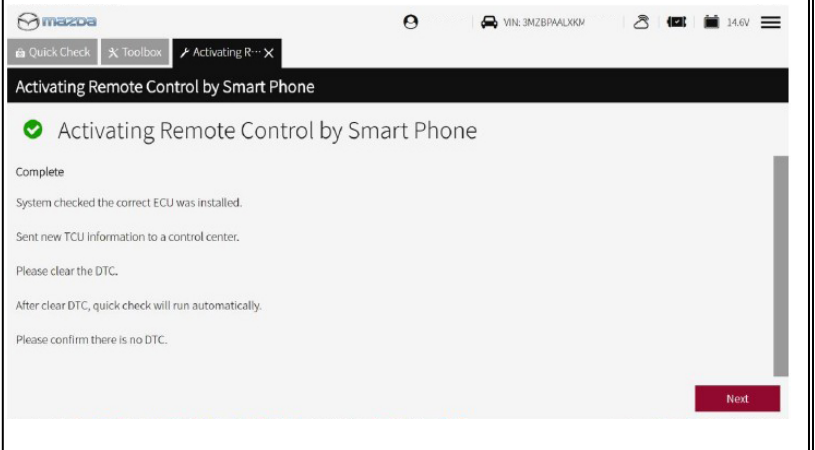 mazda
VIN: 3MZBPAALXKM
14.6V
Quick Check
Toolbox
Activating R··· X
Activating Remote Control by Smart Phone
Activating Remote Control by Smart Phone
Complete
System checked the correct ECU was installed.
Sent new TCU information to a control center.
Please clear the DTC.
After clear DTC, quick check will run automatically.
Please confirm there is no DTC.
Next